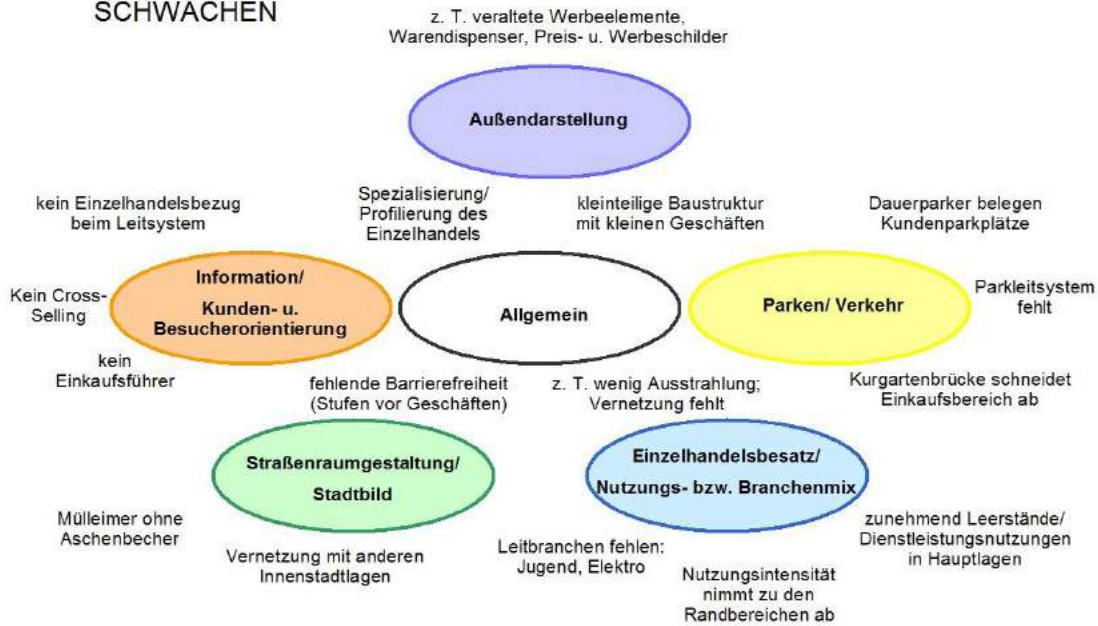 SCHWÄCHEN
z. T. veraltete Werbeelemente,
Warendispenser, Preis- u. Werbeschilder
Außendarstellung
kein Einzelhandelsbezug
beim Leitsystem
Spezialisierung/
Profilierung des
Einzelhandels
kleinteilige Baustruktur
mit kleinen Geschäften
Dauerparker belegen
Kundenparkplätze
Kein Cross-
Selling
Information/
Kunden- u.
Besucherorientierung
Allgemein
Parken/ Verkehr
Parkleitsystem
fehlt
kein
Einkaufsführer
fehlende Barrierefreiheit
(Stufen vor Geschäften)
z. T. wenig Ausstrahlung;
Vernetzung fehlt
Kurgartenbrücke schneidet
Einkaufsbereich ab
Straßenraumgestaltung/
Stadtbild
Einzelhandelsbesatz/
Nutzungs- bzw. Branchenmix
Mülleimer ohne
Aschenbecher
Vernetzung mit anderen
Innenstadtlagen
Leitbranchen fehlen:
Jugend, Elektro
Nutzungsintensität
nimmt zu den
Randbereichen ab
zunehmend Leerstände/
Dienstleistungsnutzungen
in Hauptlagen